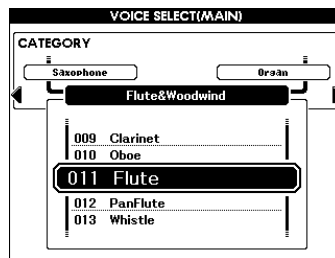 VOICE SELECT(MAIN)
CATEGORY
Saxophone Organ
Flute&Woodwind
009 Clarinet
010 Oboe
011 Flute
012 PanFlute
013 Whistle